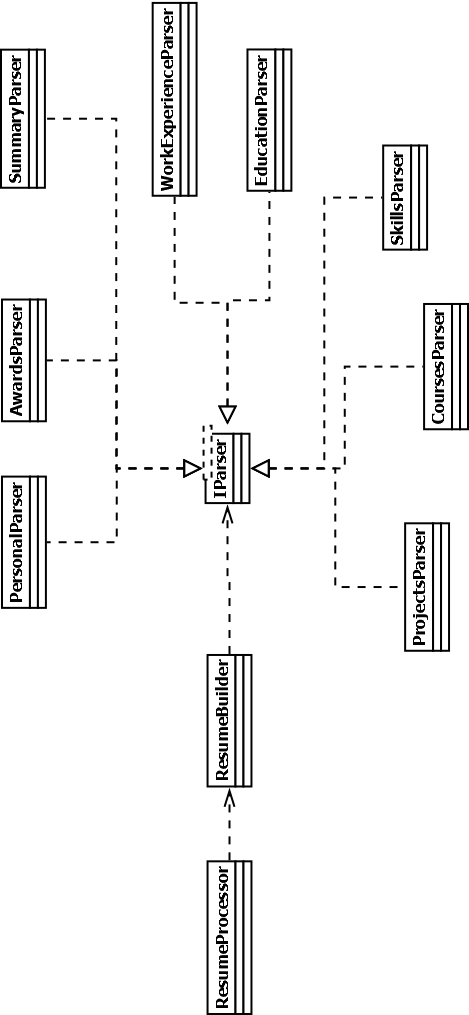 SummaryParser
AwardsParser
PersonalParser
WorkExperienceParser
EducationParser
IParser
SkillsParser
CoursesParser
ProjectsParser
ResumeBuilder
ResumeProcessor